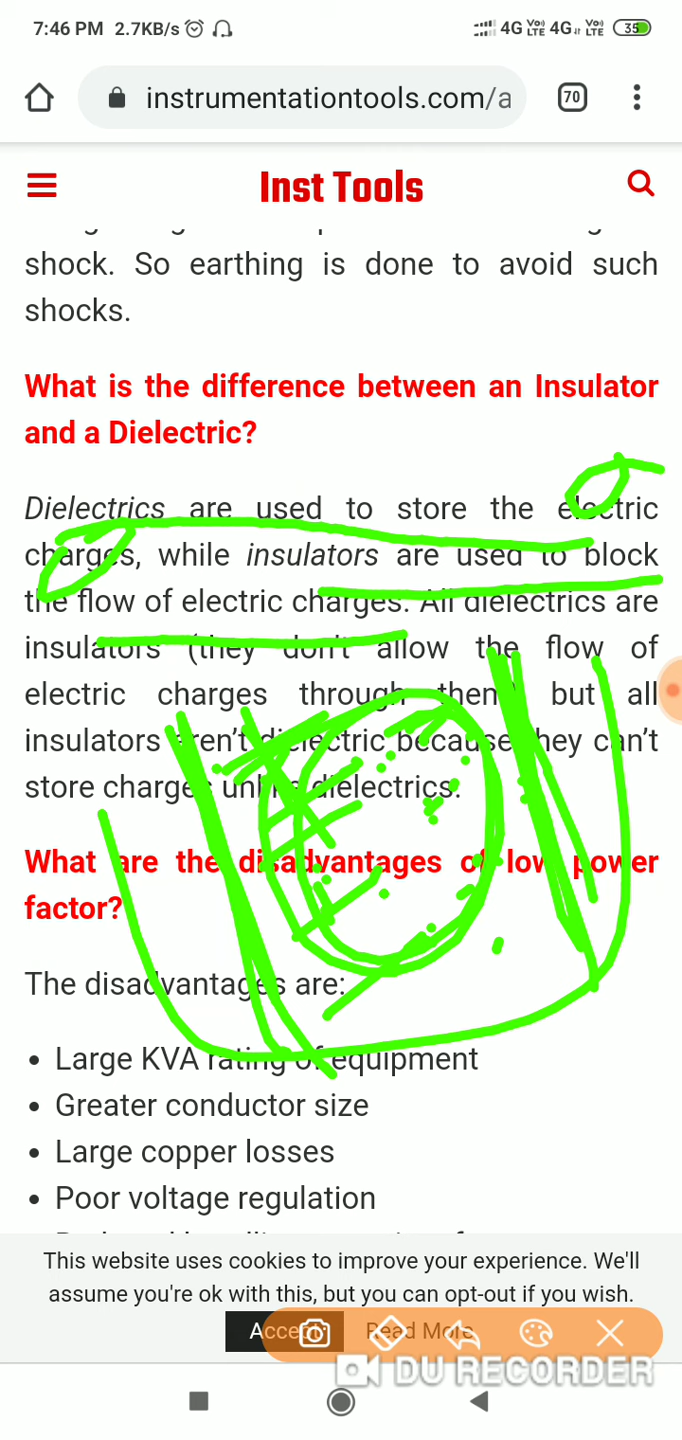 7:46 PM 2.7KB/s 4G Vo) LTE 4G Vo) LTE 35
instrumentationtools.com/a 70
Inst Tools
shock. So earthing is done to avoid such
shocks.
What is the difference between an Insulator
and a Dielectric?
Dielectrics are used to store the electric
charges, while insulators are used to block
the flow of electric charges. All dielectrics are
insulators (they don't allow the flow of
electric charges through them) but all
insulators aren't dielectric because they can't
store charges unlike dielectrics.
What are the disadvantages of low power
factor?
The disadvantages are:
• Large KVA rating of equipment
• Greater conductor size
• Large copper losses
• Poor voltage regulation
This website uses cookies to improve your experience. We'll
assume you're ok with this, but you can opt-out if you wish.
Accept Read More
DU RECORDER